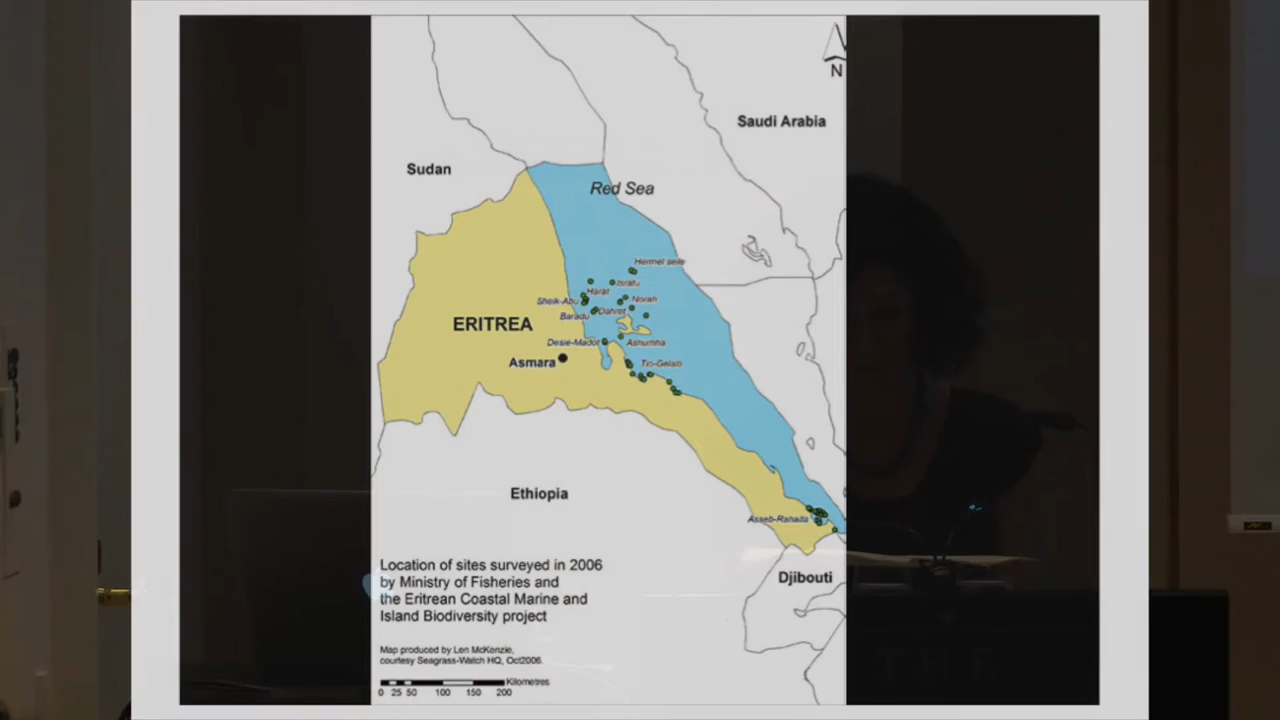 N
Saudi Arabia
Sudan
Red Sea
Hermel seile
Isratu
Harat
Sheik-Abu
Norah
Dahret
Baradu
ERITREA
Desie-Madot
Ashumha
Asmara
Tio-Gelalo
Ethiopia
Asseb-Rahaita
Djibouti
Location of sites surveyed in 2006
by Ministry of Fisheries and
the Eritrean Coastal Marine and
Island Biodiversity project
Map produced by Len McKenzie,
courtesy Seagrass-Watch HQ, Oct2006.
Kilometres
0 25 50 100 150 200